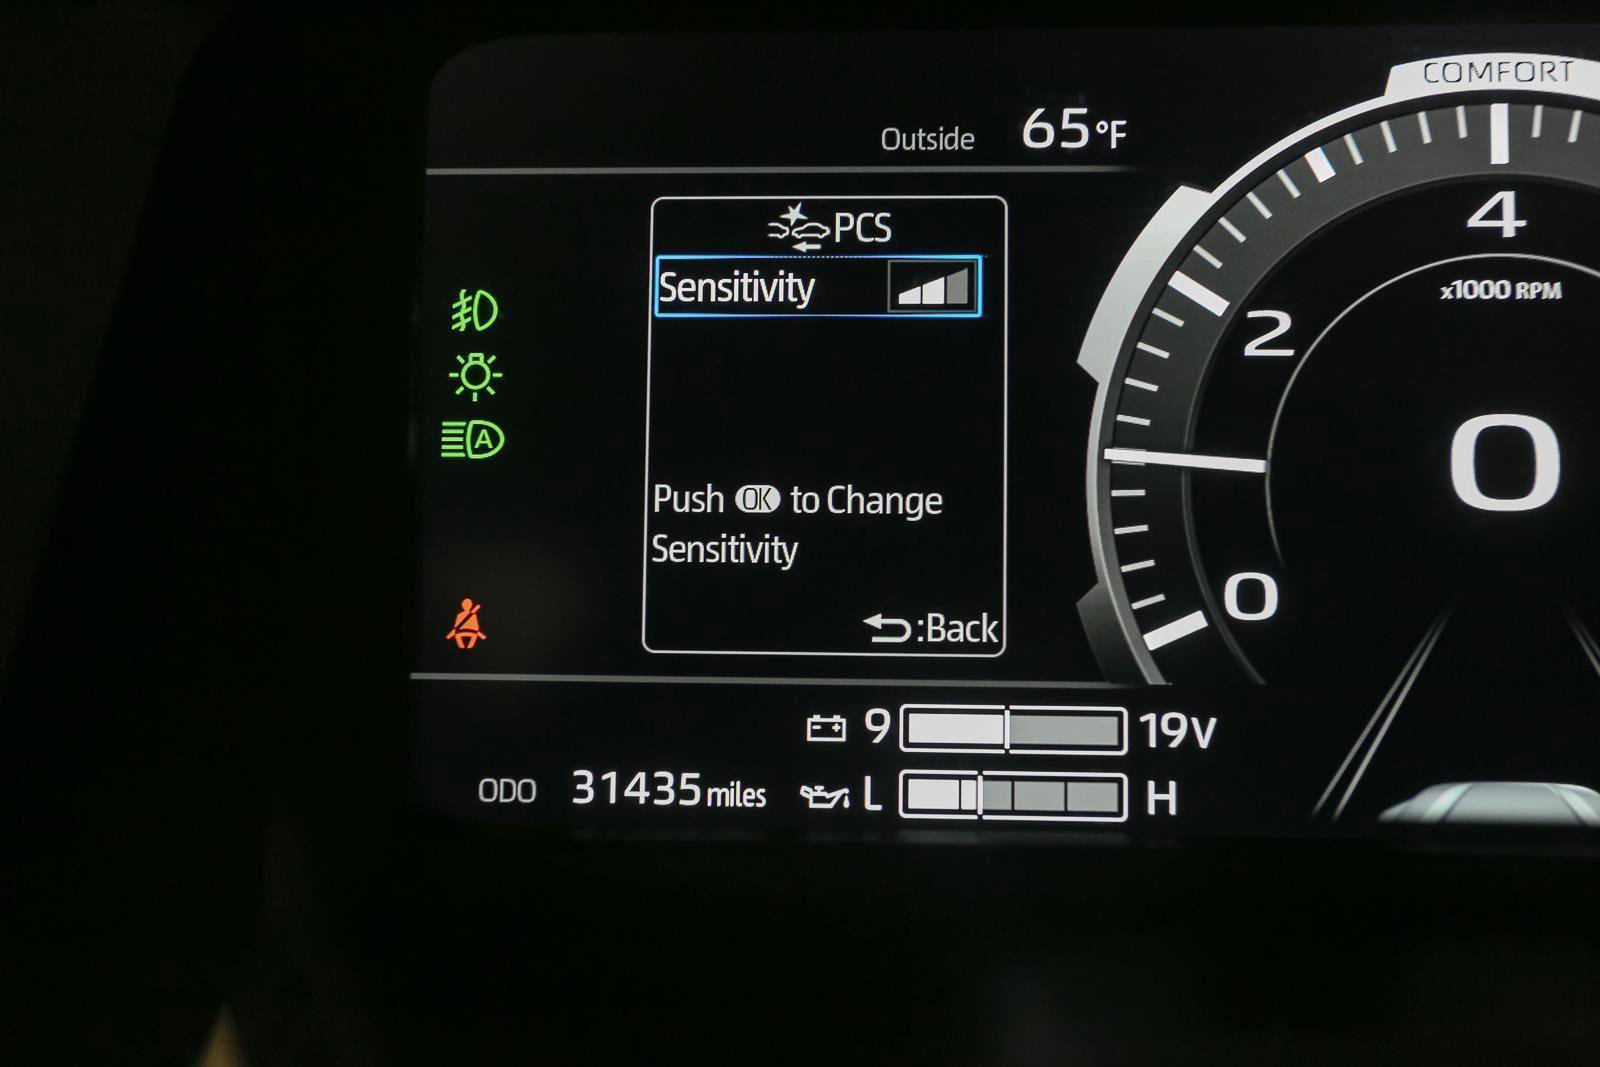 COMFORT
Outside 65°F
PCS
Sensitivity
Push OK to Change
Sensitivity
:Back
4
x1000 RPM
2
0
0
A
9 19V
ODO 31435 miles L H